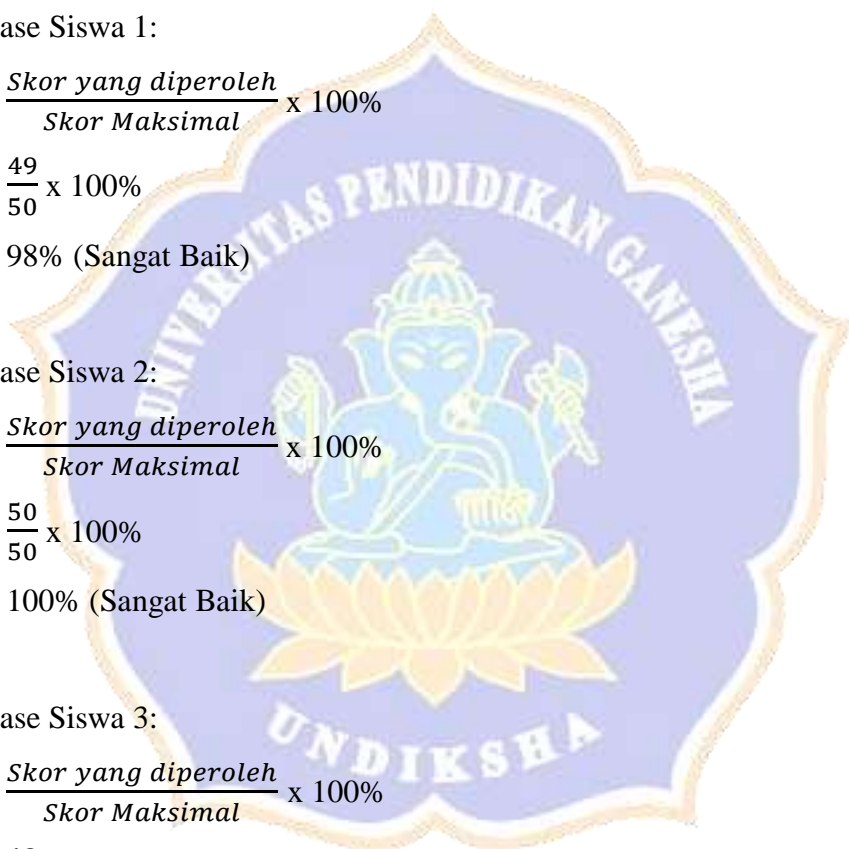 ase Siswa 1:
Skor yang diperoleh
Skor Maksimal x 100%
49
50 x 100%
98% (Sangat Baik)
ase Siswa 2:
Skor yang diperoleh
Skor Maksimal x 100%
50
50 x 100%
100% (Sangat Baik)
ase Siswa 3:
Skor yang diperoleh
Skor Maksimal x 100%
UNIVERSITAS PENDIDIKAN GANESHA
UNDIKSHA